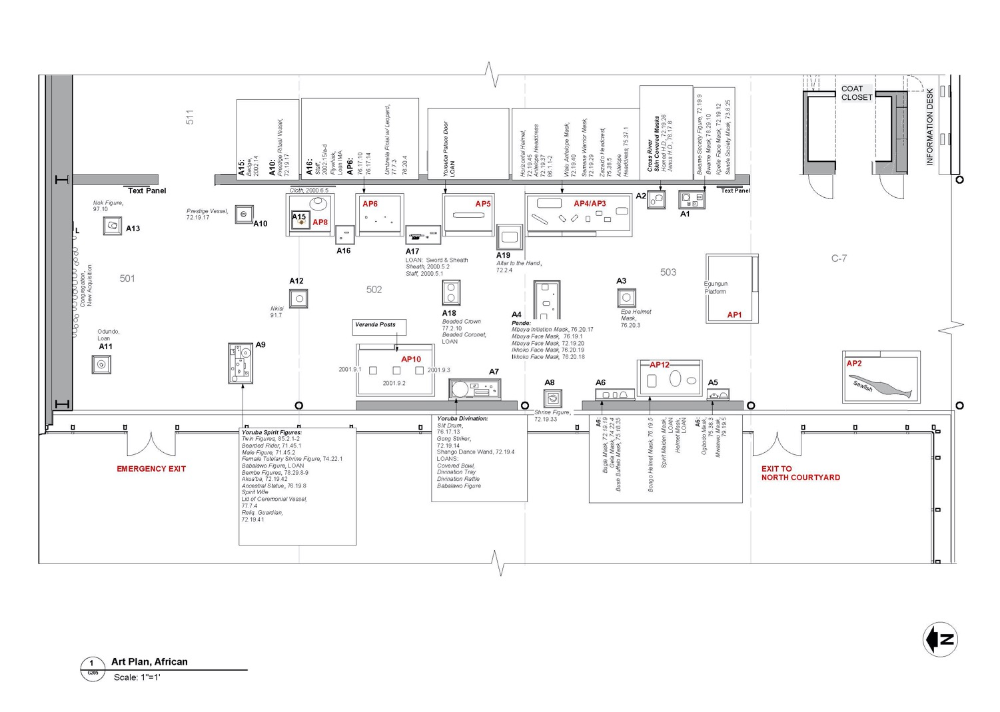 511
A15:
Badge,
2002.14
A10:
Prestige Ritual Vessel,
72.19.17
A16:
Staff,
2002.15/a-d
Flywhisk,
Loan IMA
AP6:
76.17.10
76.17.14
Umbrella Finial w/ Leopard,
77.7.3
76.20.4
Yorouba Palace Door
LOAN
Horizontal Helmet,
72.19.45
Antelope Headdress
72.19.37
86.1.1-2
Walu Antelope Mask,
72.19.40
Samana Warrior Mask,
72.19.29
Zazaido Headcrest,
75.38.5
Antelope
Headdress, 75.37.1
Cross River
Skin Covered Masks
Horned H.D., 72.19.26
Janus H.D., 76.17.8
Bwame Society Figure, 72.19.9
Bwame Mask, 78.29.10
Kpelie Face Mask, 72.19.12
Sande Society Mask, 73.8.25
COAT
CLOSET
INFORMATION DESK
Text Panel
Text Panel
Nok Figure,
97.10
A13
Prestige Vessel,
72.19.17
A10
Cloth, 2000.6.5
A15
AP8
AP6
AP5
AP4/AP3
A2
A1
L
Congregation,
New Acquisition
501
502
503
C-7
A16
A17
LOAN: Sword & Sheath
Sheath, 2000.5.2
Staff, 2000.5.1
A19
Altar to the Hand,
72.2.4
A12
Nkisi
91.7
A18
Beaded Crown
77.2.10
Beaded Coronet,
LOAN
A4
Pende:
Mbuya Initiation Mask, 76.20.17
Mbuya Face Mask, 76.19.1
Mbuya Face Mask, 72.19.20
Ikhoko Face Mask, 76.20.19
Ikhoko Face Mask, 76.20.18
A3
Epa Helmet
Mask,
76.20.3
Egungun
Platform
AP1
Odundo,
Loan
A11
A9
Veranda Posts
AP10
2001.9.1
2001.9.2
2001.9.3
A7
A8
Shrine Figure,
72.19.33
A6
AP12
A5
AP2
Sawfish
Yoruba Spirit Figures:
Twin Figures, 85.2.1-2
Bearded Rider, 71.45.1
Male Figure, 71.45.2
Female Tutelary Shrine Figure, 74.22.1
Babalawo Figure, LOAN
Bembe Figures, 78.29.8-9
Akua'ba, 72.19.42
Ancestral Statue, 76.19.8
Spirit Wife
Lid of Ceremonial Vessel,
77.7.4
Reliq. Guardian,
72.19.41
Yoruba Divination:
Slit Drum,
76.17.13
Gong Striker,
72.19.14
Shango Dance Wand, 72.19.4
LOANS:
Covered Bowl,
Divination Tray
Divination Rattle
Babalawo Figure
A6:
Bugle Mask, 72.19.19
Gela Mask, 74.22.4
Bush Buffalo Mask, 75.18.35
Bongo Helmet Mask, 76.19.5
Spirit Maiden Mask,
LOAN
Helmet Mask,
LOAN
A5:
Ogbodo Mask,
75.38.3
Mwanwu Mask,
79.19.5
EMERGENCY EXIT
EXIT TO
NORTH COURTYARD
N
1
G205
Art Plan, African
Scale: 1"=1'